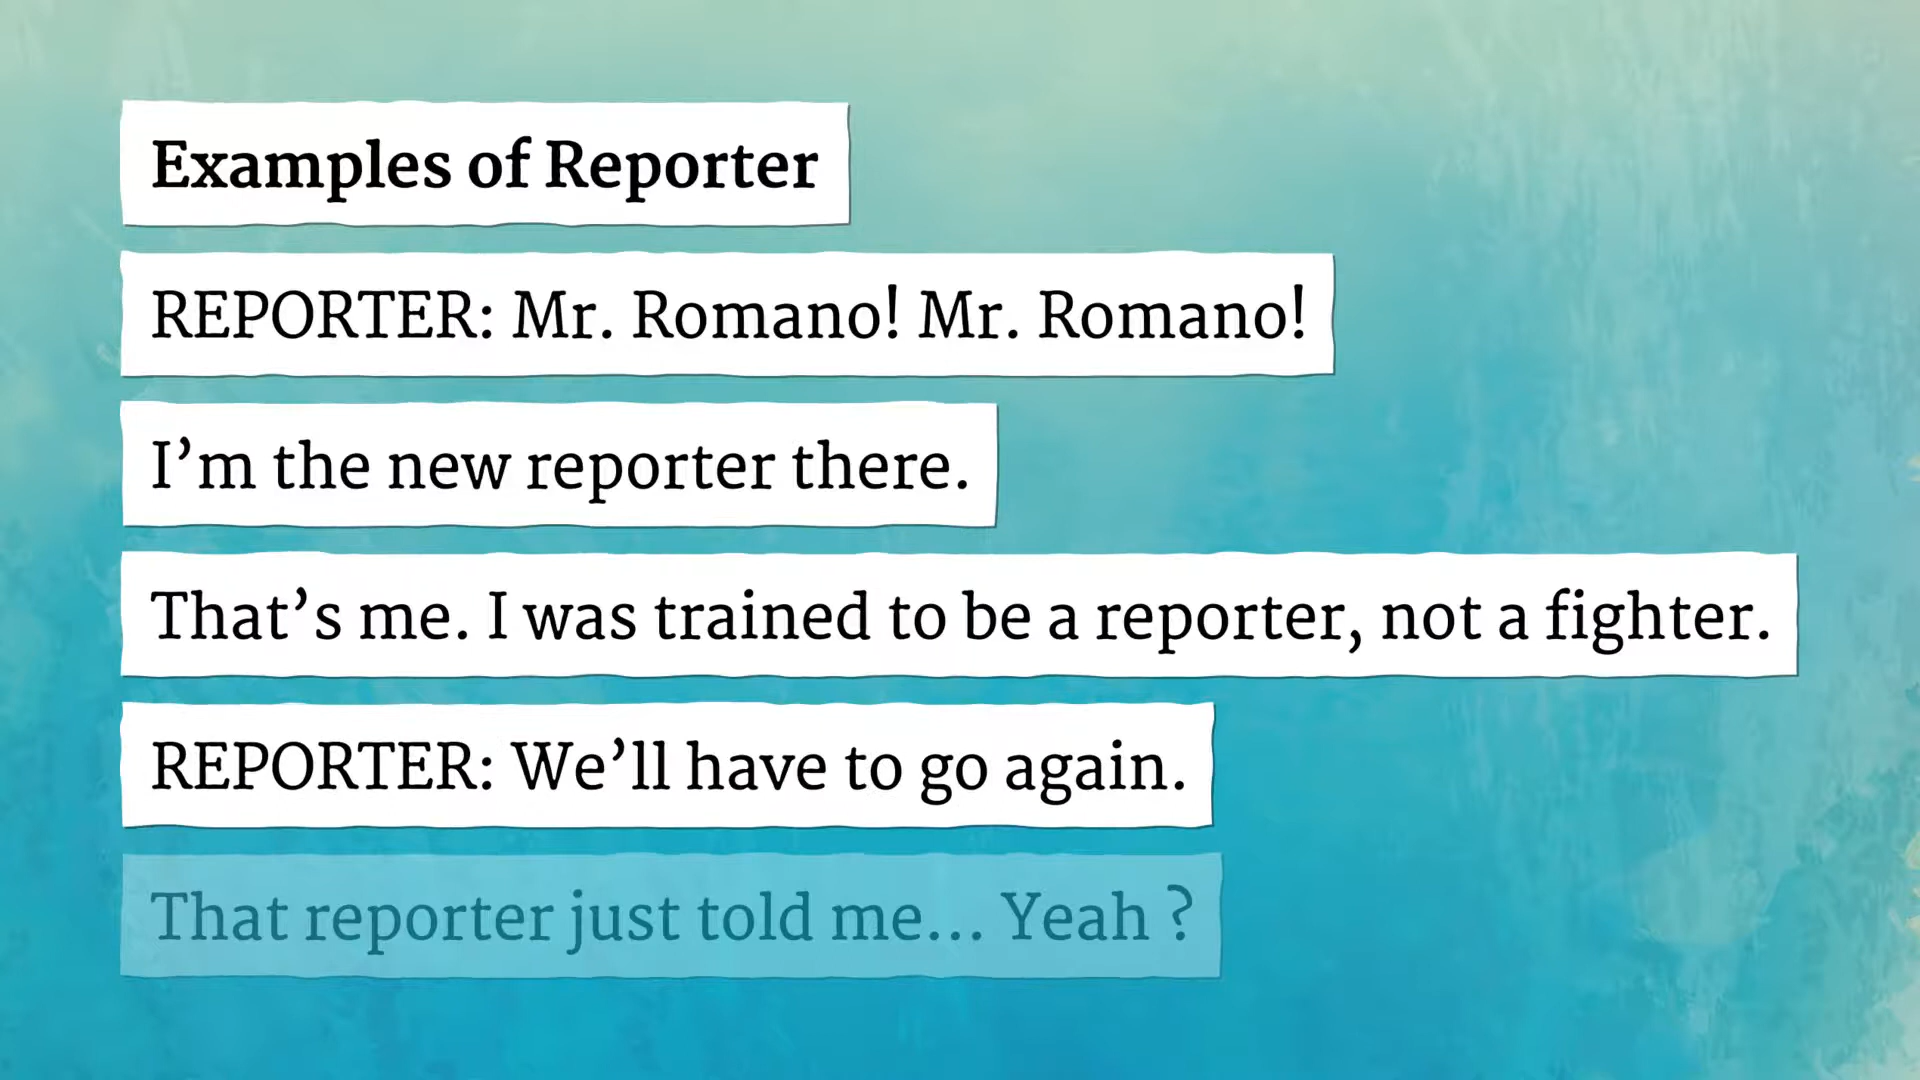 Examples of Reporter
REPORTER: Mr. Romano! Mr. Romano!
I’m the new reporter there.
That’s me. I was trained to be a reporter, not a fighter.
REPORTER: We’ll have to go again.
That reporter just told me... Yeah ?